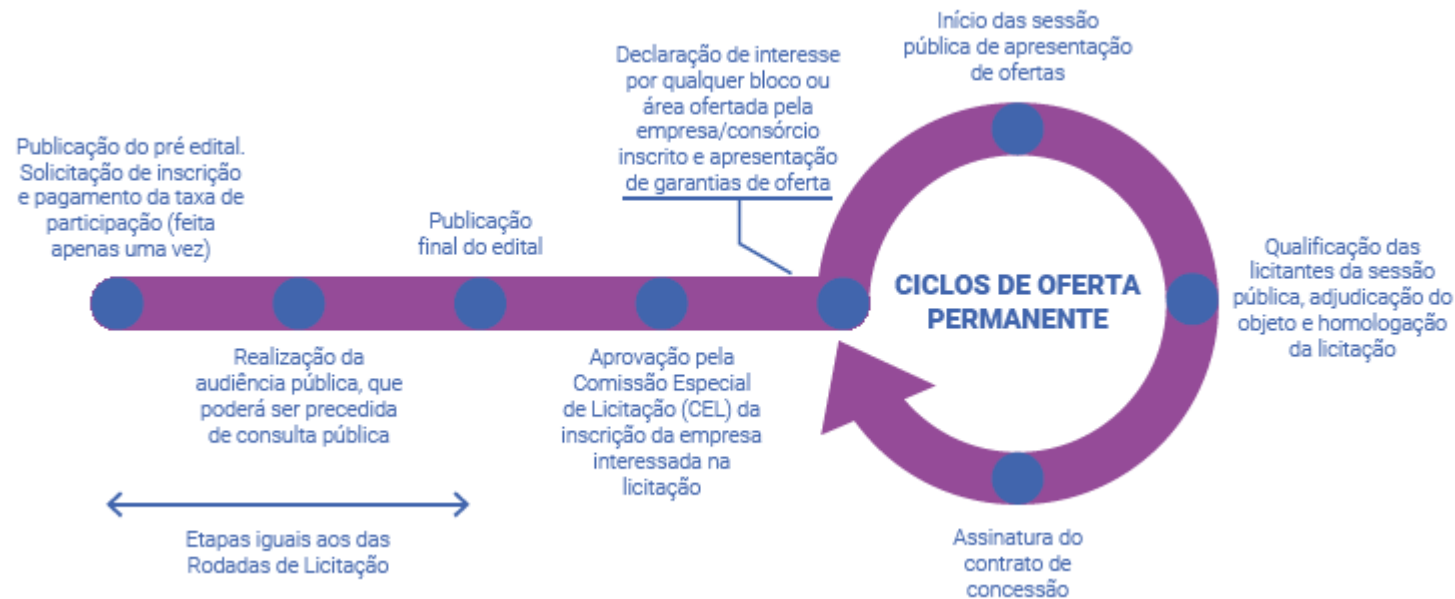 Publicação do pré edital.
Solicitação de inscrição
e pagamento da taxa de
participação (feita
apenas uma vez)
Realização da
audiência pública, que
poderá ser precedida
de consulta pública
Publicação
final do edital
Aprovação pela
Comissão Especial
de Licitação (CEL) da
inscrição da empresa
interessada na
licitação
Declaração de interesse
por qualquer bloco ou
área ofertada pela
empresa/consórcio
inscrito e apresentação
de garantias de oferta
Início das sessão
pública de apresentação
de ofertas
CICLOS DE OFERTA
PERMANENTE
Qualificação das
licitantes da sessão
pública, adjudicação do
objeto e homologação
da licitação
Assinatura do
contrato de
concessão
Etapas iguais aos das
Rodadas de Licitação